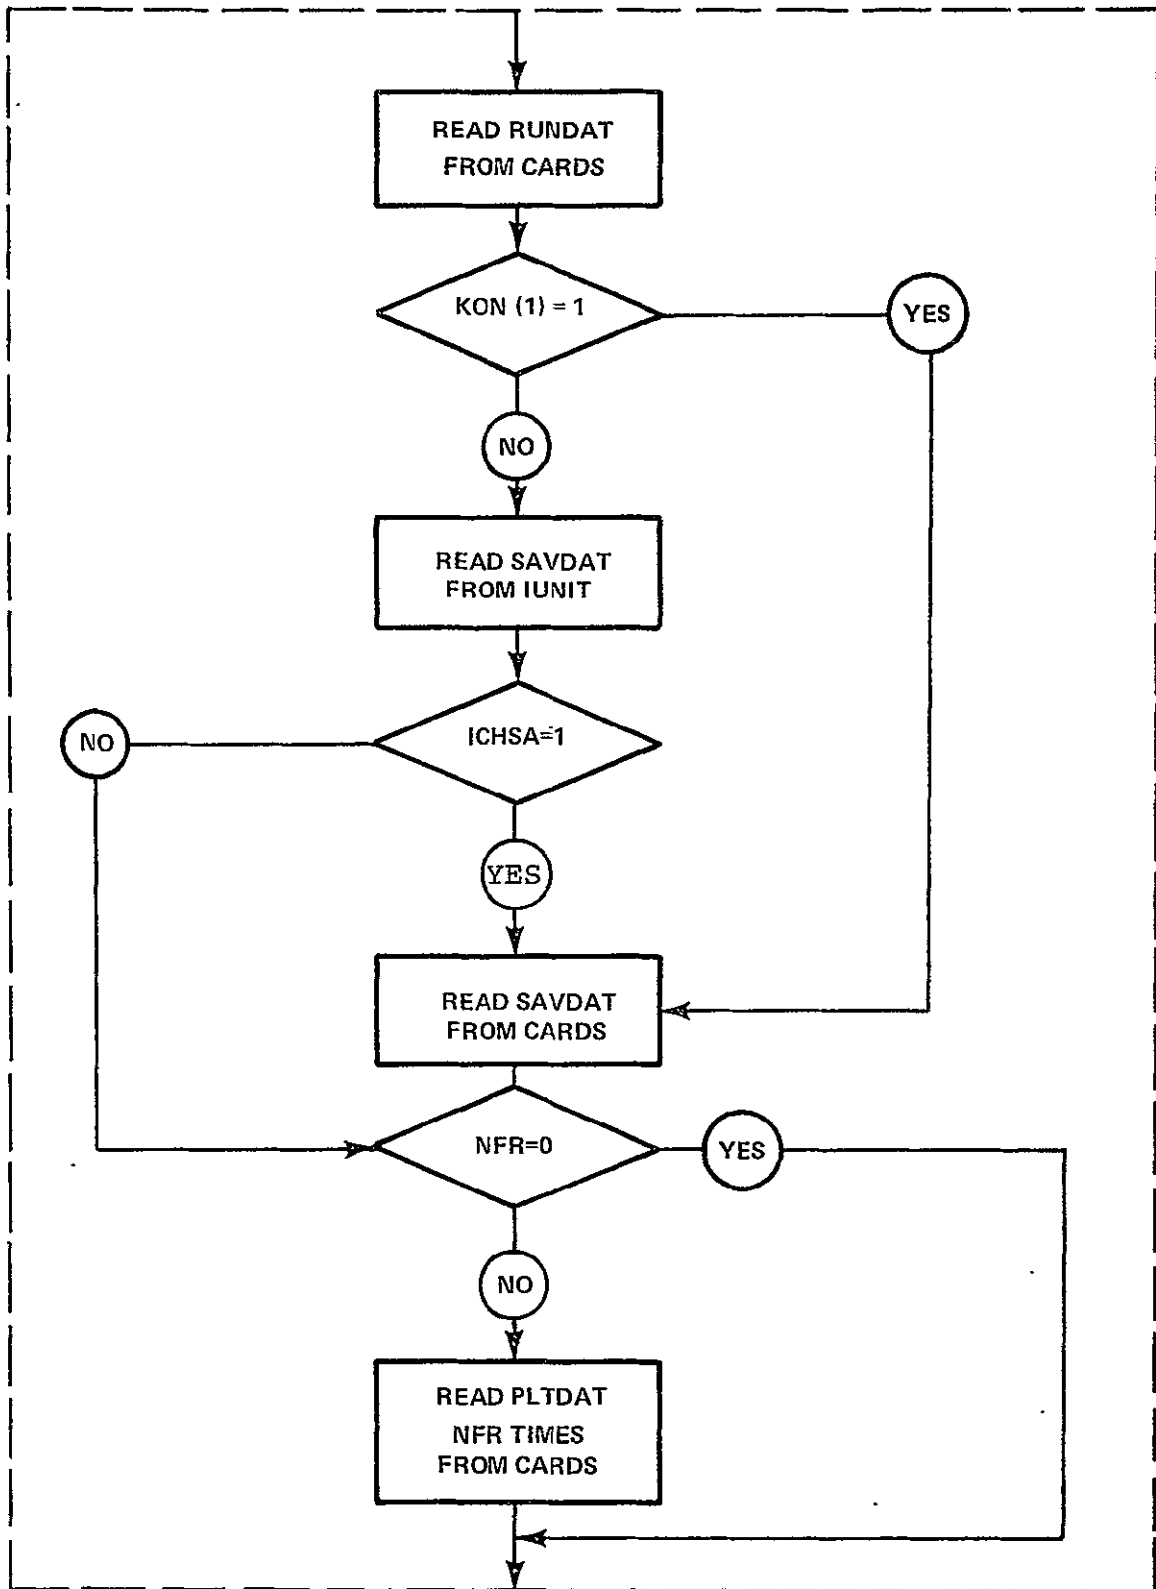 READ RUNDAT
FROM CARDS
KON (1) = 1
YES
NO
READ SAVDAT
FROM IUNIT
ICHSA=1
NO
YES
READ SAVDAT
FROM CARDS
NFR=0
YES
NO
READ PLTDAT
NFR TIMES
FROM CARDS